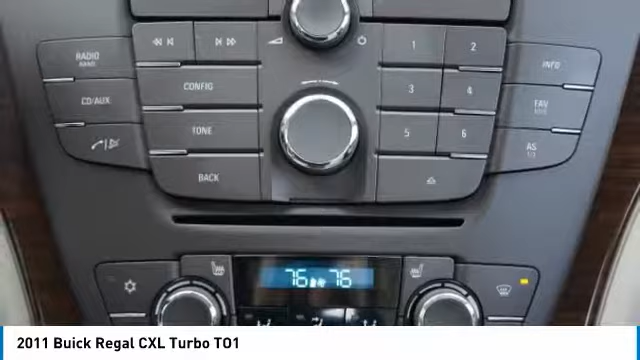 RADIO
BAND
CD/AUX
CONFIG
TONE
BACK
1
2
3
4
5
6
INFO
FAV
AS
76 76
2011 Buick Regal CXL Turbo TO1